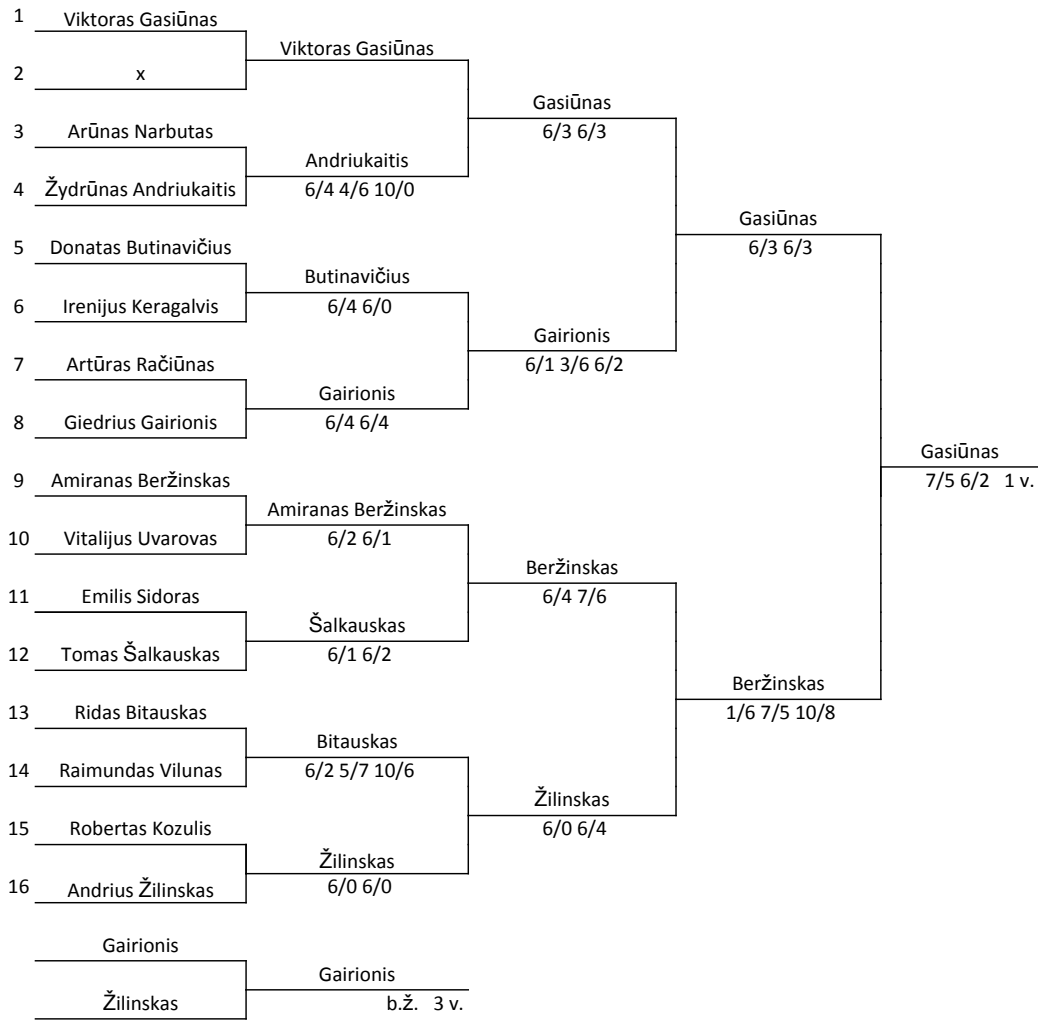 1 Viktoras Gasiūnas
Viktoras Gasiūnas
2 x
Gasiūnas
3 Arūnas Narbutas
6/3 6/3
Andriukaitis
4 Žydrūnas Andriukaitis
6/4 4/6 10/0
Gasiūnas
5 Donatas Butinavičius
6/3 6/3
Butinavičius
6 Irenijus Keragalvis
6/4 6/0
Gairionis
7 Artūras Račiūnas
6/1 3/6 6/2
Gairionis
8 Giedrius Gairionis
6/4 6/4
Gasiūnas
9 Amiranas Beržinskas
7/5 6/2 1 v.
Amiranas Beržinskas
10 Vitalijus Uvarovas
6/2 6/1
Beržinskas
11 Emilis Sidoras
6/4 7/6
Šalkauskas
12 Tomas Šalkauskas
6/1 6/2
Beržinskas
13 Ridas Bitauskas
1/6 7/5 10/8
Bitauskas
14 Raimundas Vilunas
6/2 5/7 10/6
Žilinskas
15 Robertas Kozulis
6/0 6/4
Žilinskas
16 Andrius Žilinskas
6/0 6/0
Gairionis
Gairionis
Žilinskas
b.ž. 3 v.